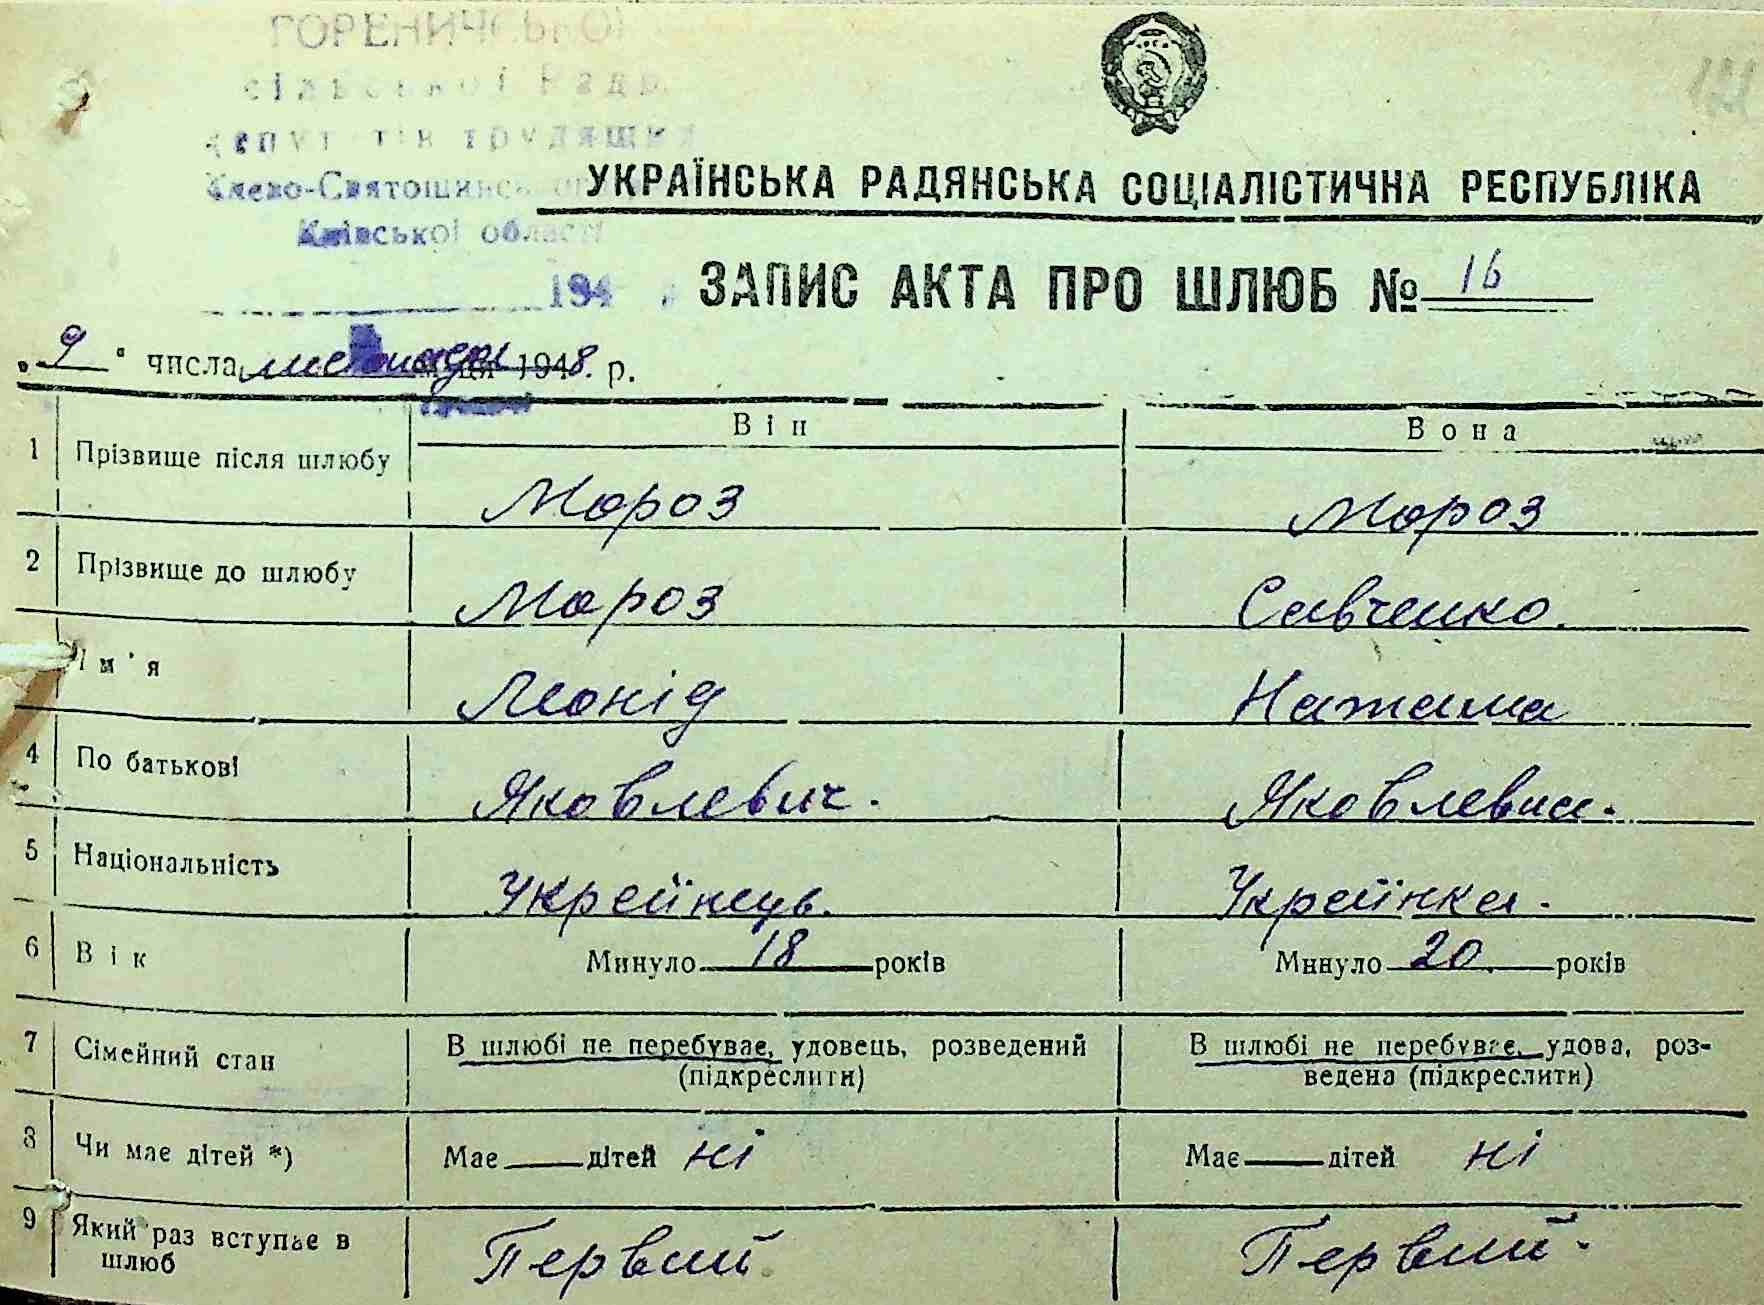 ГОРЕНИЧСЬКОЇ
сільської Ради
депутатів трудящих
Києво-Святошинського
Київської області
УКРАЇНСЬКА РАДЯНСЬКА СОЦІАЛІСТИЧНА РЕСПУБЛІКА
194
ЗАПИС АКТА ПРО ШЛЮБ № 16
„9“ числа листопада 1948. р.
Він Вона
1 Прізвище після шлюбу Мороз Мороз
2 Прізвище до шлюбу Мороз Савченко.
Ім'я Леонід Наталка
4 По батькові Яковлевич. Яковлевна.
5 Національність Українець. Українка.
6 Вік Минуло 18 років Минуло 20. років
7 Сімейний стан В шлюбі не перебуває, удовець, розведений В шлюбі не перебуває, удова, роз-
(підкреслити) ведена (підкреслити)
8 Чи має дітей *) Має дітей ні Має дітей ні
9 Який раз вступає в Первий Первий.
шлюб